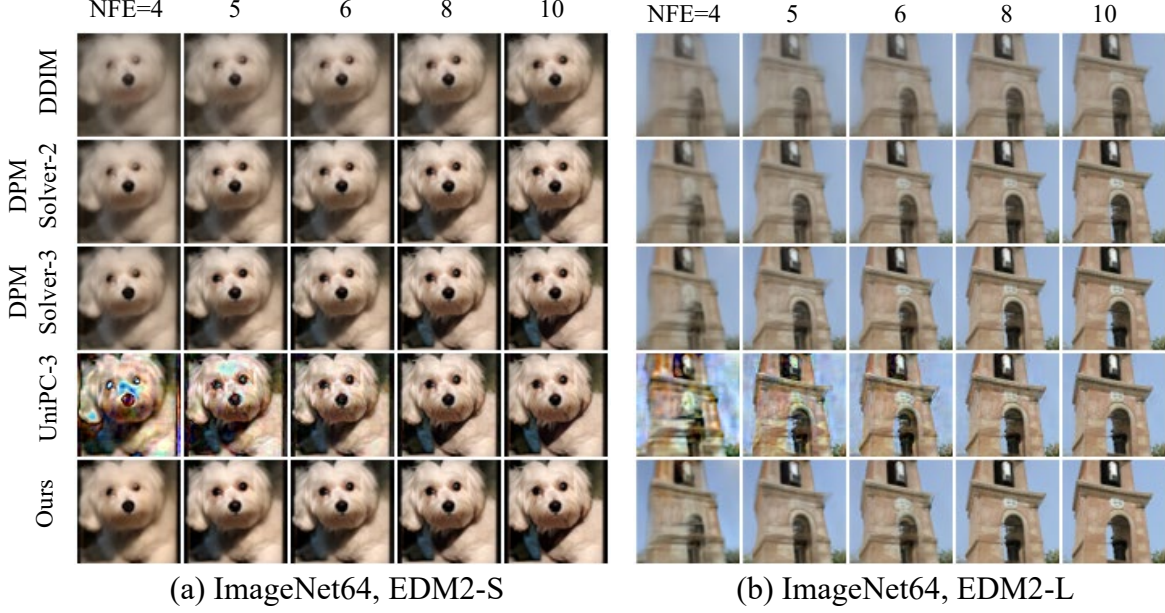 NFE=4 5 6 8 10
NFE=4 5 6 8 10
DDIM
DPM
Solver-2
DPM
Solver-3
UniPC-3
Ours
(a) ImageNet64, EDM2-S
(b) ImageNet64, EDM2-L